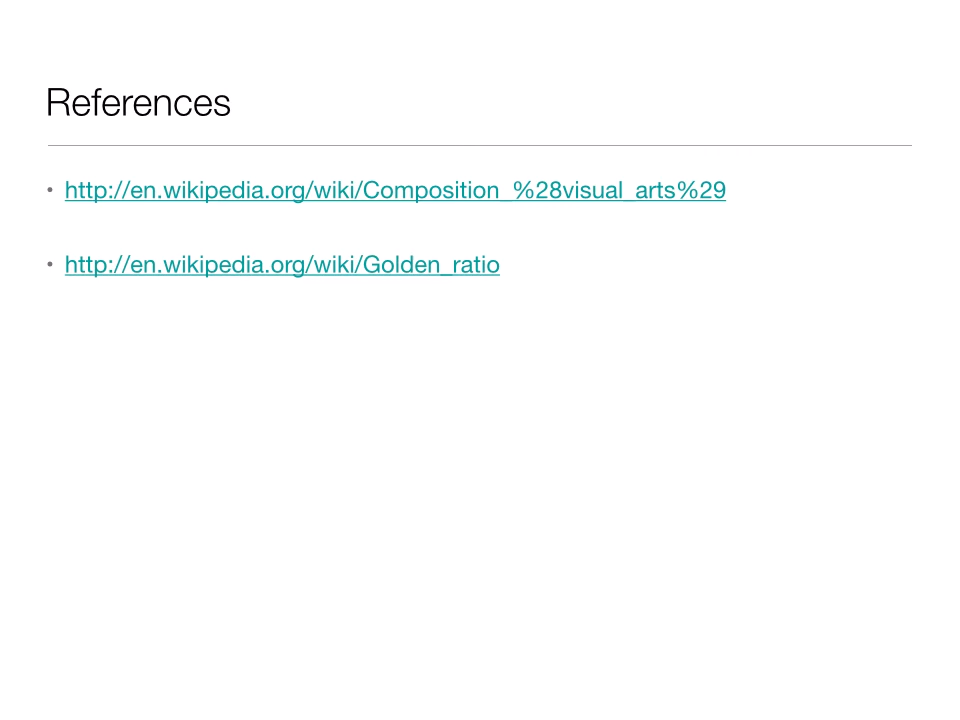 References
• http://en.wikipedia.org/wiki/Composition_%28visual_arts%29
• http://en.wikipedia.org/wiki/Golden_ratio